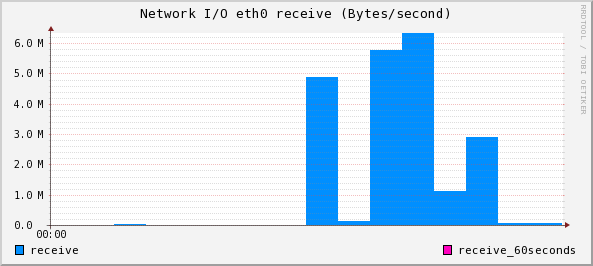 Network I/O eth0 receive (Bytes/second)
RRDTOOL / TOBI OETIKER
6.0 M
5.0 M
4.0 M
3.0 M
2.0 M
1.0 M
0.0
00:00
receive
receive_60seconds